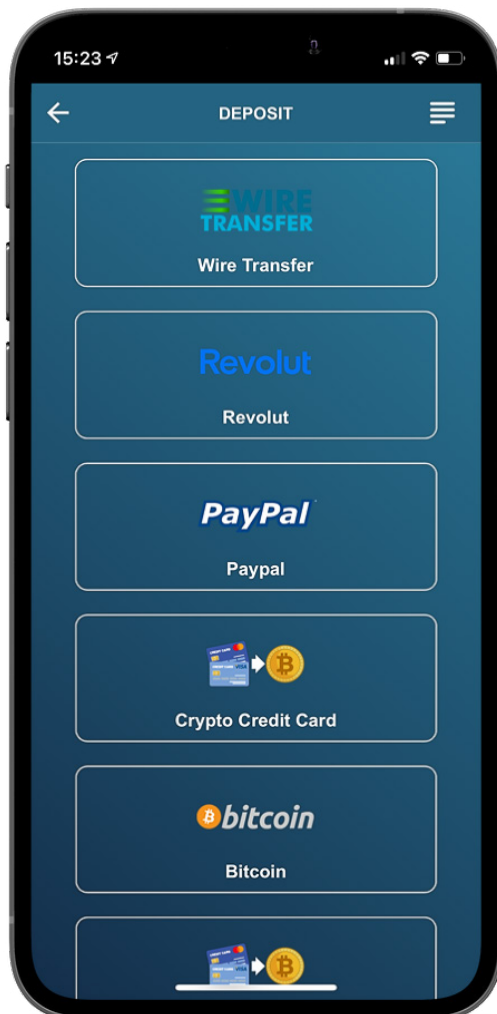 15:23
DEPOSIT
WIRE
TRANSFER
Wire Transfer
Revolut
Revolut
PayPal
Paypal
Crypto Credit Card
bitcoin
Bitcoin